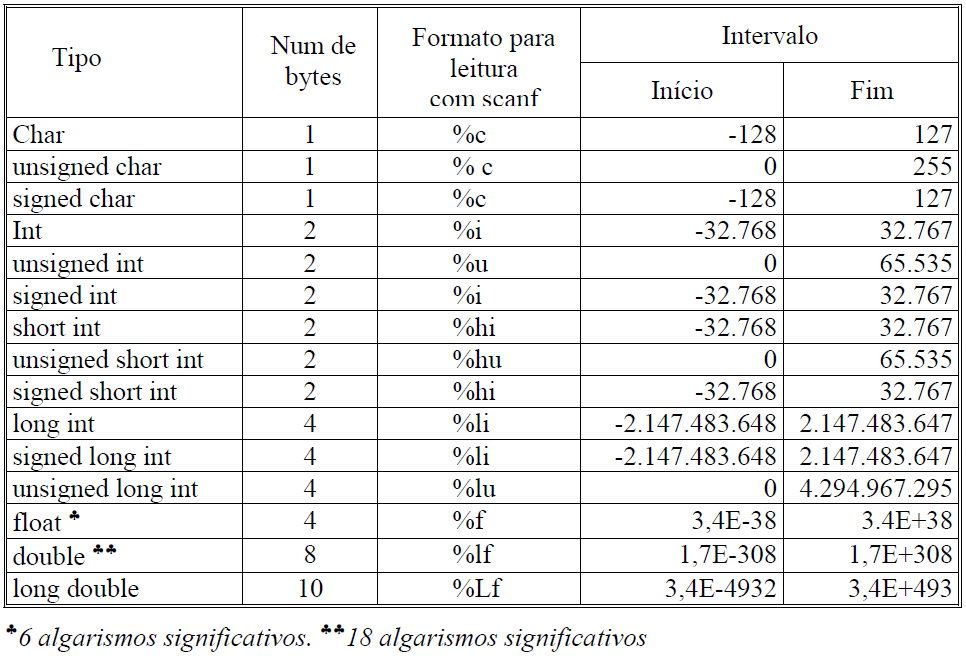 Tipo Num de bytes Formato para leitura com scanf Intervalo
Início Fim
Char 1 %c -128 127
unsigned char 1 % c 0 255
signed char 1 %c -128 127
Int 2 %i -32.768 32.767
unsigned int 2 %u 0 65.535
signed int 2 %i -32.768 32.767
short int 2 %hi -32.768 32.767
unsigned short int 2 %hu 0 65.535
signed short int 2 %hi -32.768 32.767
long int 4 %li -2.147.483.648 2.147.483.647
signed long int 4 %li -2.147.483.648 2.147.483.647
unsigned long int 4 %lu 0 4.294.967.295
float ♣ 4 %f 3,4E-38 3.4E+38
double ♣♣ 8 %lf 1,7E-308 1,7E+308
long double 10 %Lf 3,4E-4932 3,4E+493
♣6 algarismos significativos. ♣♣18 algarismos significativos